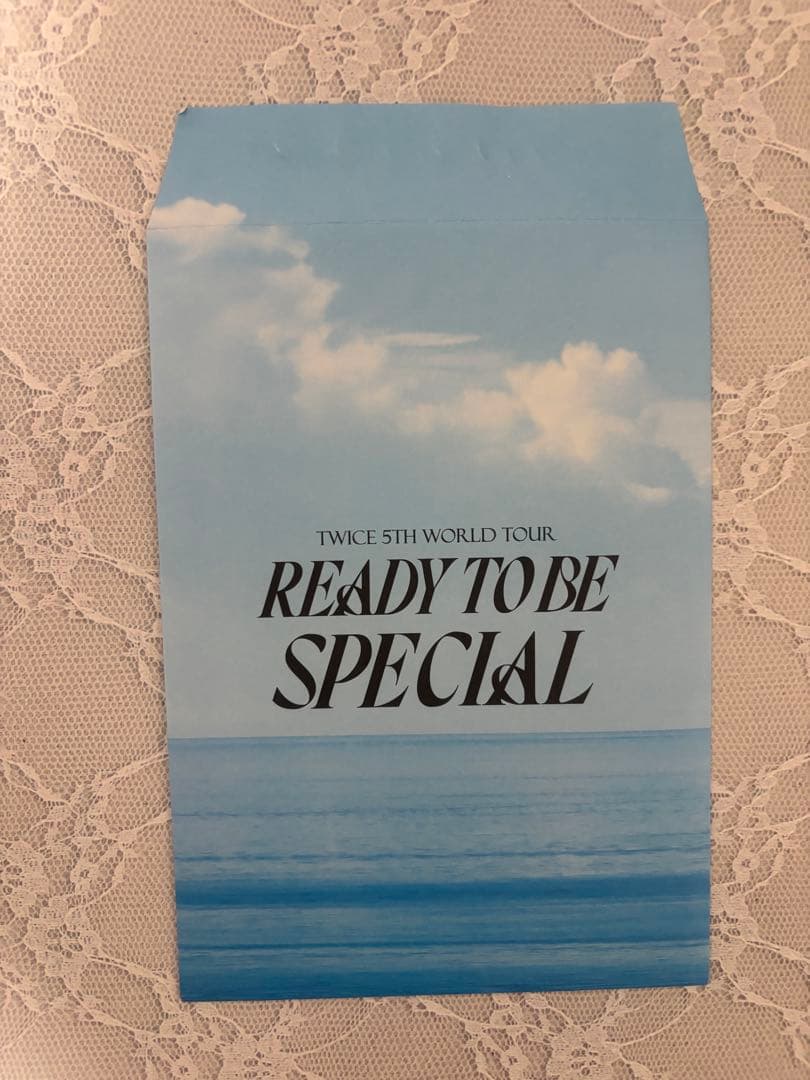 TWICE 5TH WORLD TOUR
READY TO BE
SPECIAL